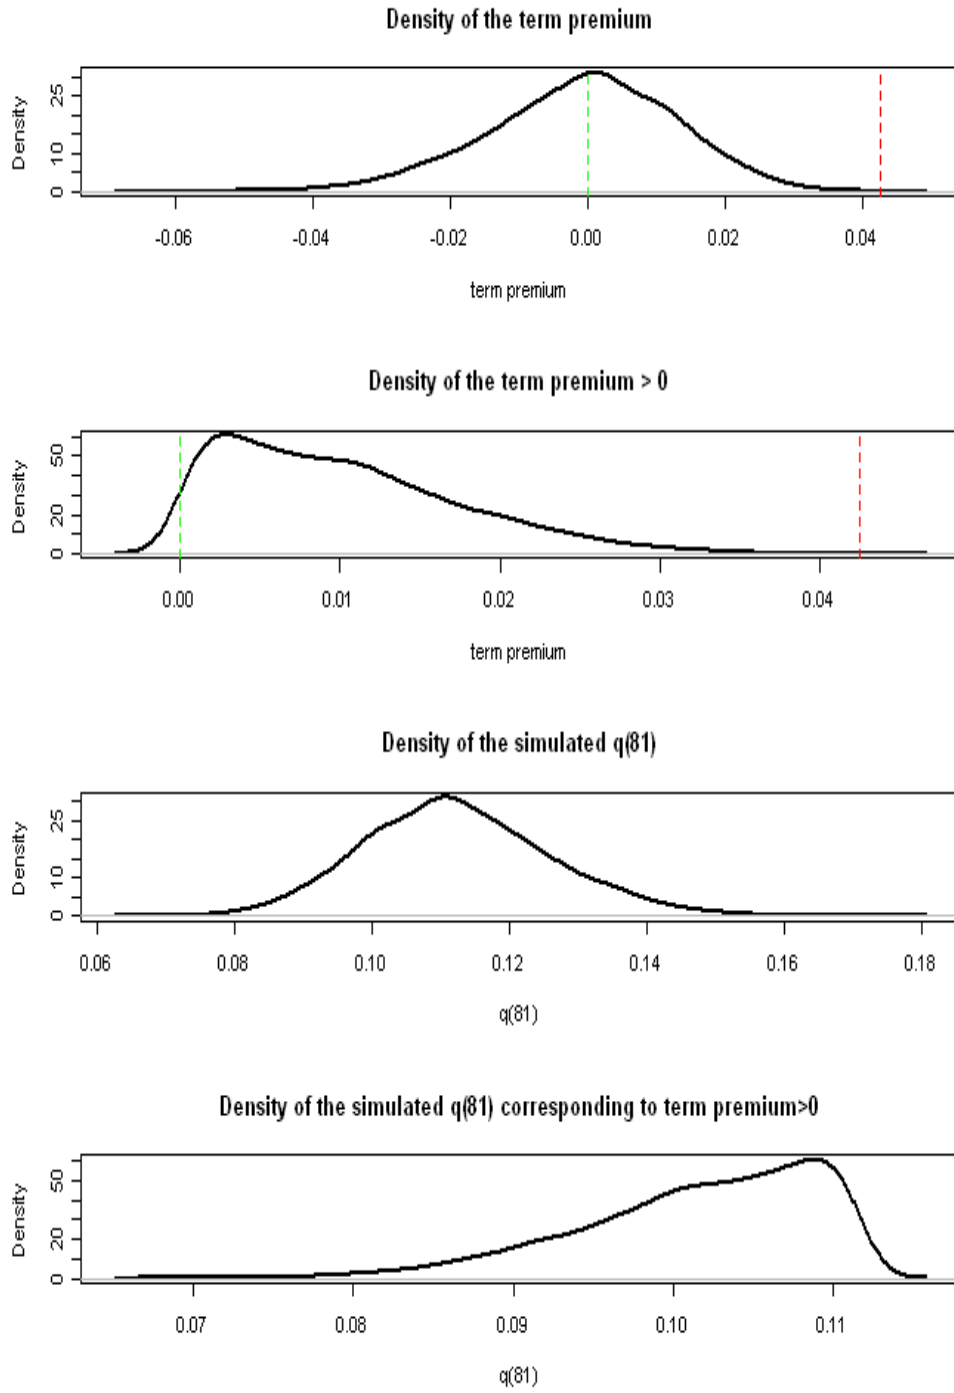 Density of the term premium
Density
0 10 25
-0.06 -0.04 -0.02 0.00 0.02 0.04
term premium
Density of the term premium > 0
Density
0 20 50
0.00 0.01 0.02 0.03 0.04
term premium
Density of the simulated q(81)
Density
0 10 25
0.06 0.08 0.10 0.12 0.14 0.16 0.18
q(81)
Density of the simulated q(81) corresponding to term premium>0
Density
0 20 50
0.07 0.08 0.09 0.10 0.11
q(81)